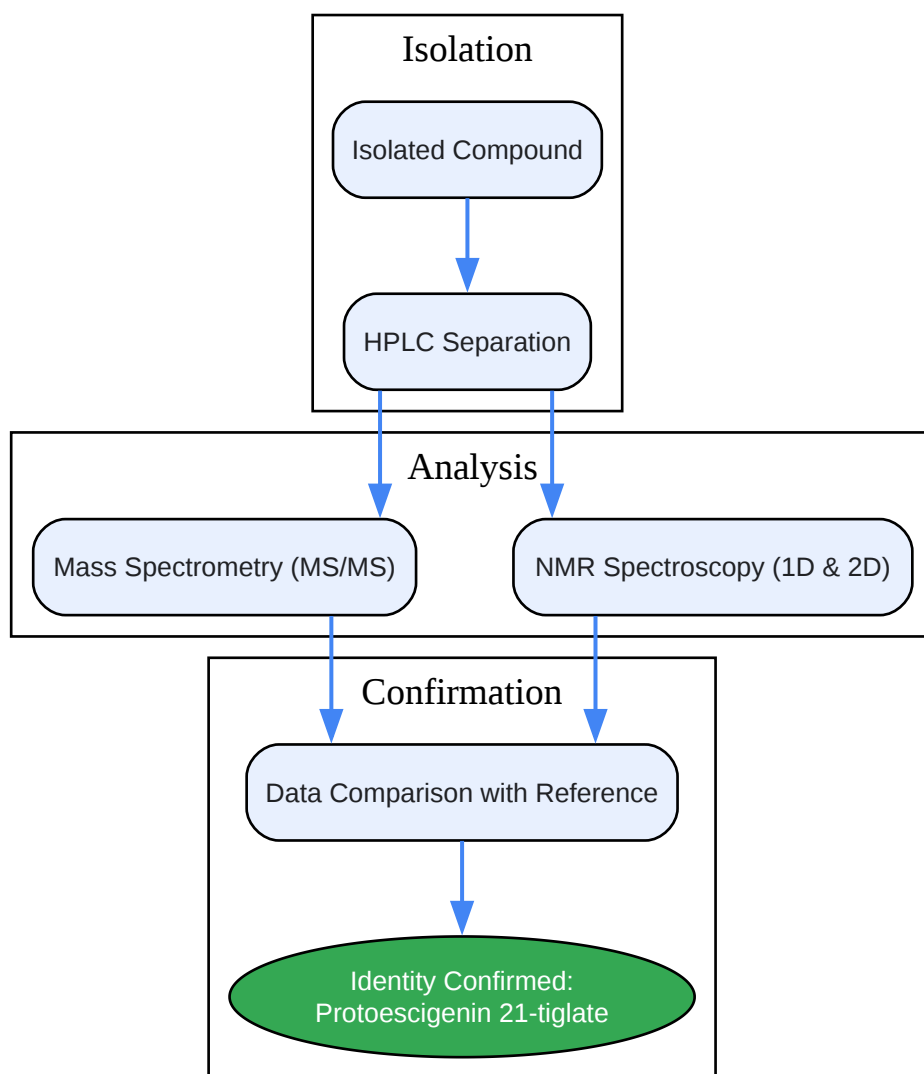 Isolation
Isolated Compound
HPLC Separation
Analysis
Mass Spectrometry (MS/MS)
NMR Spectroscopy (1D & 2D)
Confirmation
Data Comparison with Reference
Identity Confirmed:
Protoescigenin 21-tiglate